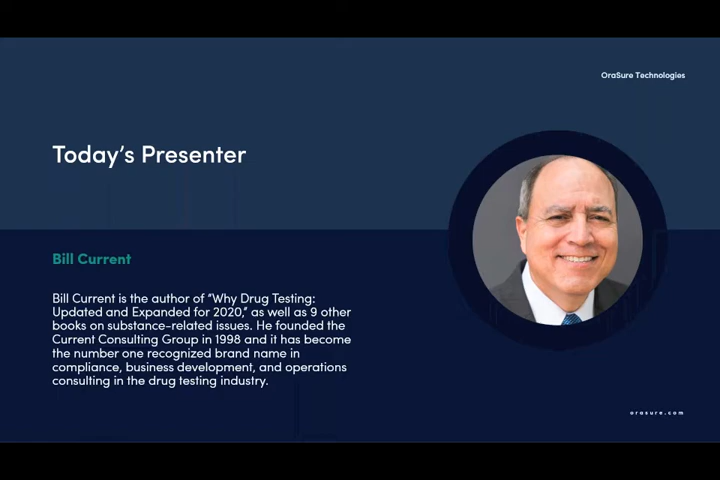 OraSure Technologies
Today's Presenter
Bill Current
Bill Current is the author of "Why Drug Testing:
Updated and Expanded for 2020," as well as 9 other
books on substance-related issues. He founded the
Current Consulting Group in 1998 and it has become
the number one recognized brand name in
compliance, business development, and operations
consulting in the drug testing industry.
orasure.com